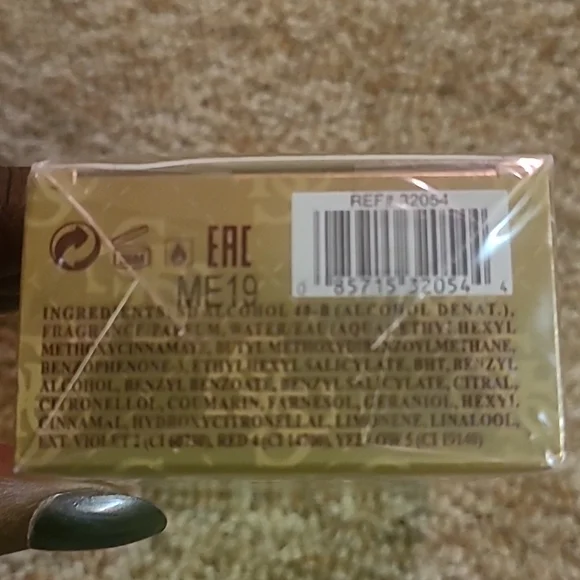 REF# 32054
EAC
0 85715 32054 4
ME19
INGREDIENTS: SD ALCOHOL 40-B (ALCOHOL DENAT.),
FRAGRANCE/PARFUM, WATER/EAU (AQUA), ETHYLHEXYL
METHOXYCINNAMATE, BUTYL METHOXYDIBENZOYLMETHANE,
BENZOPHENONE-3, ETHYLHEXYL SALICYLATE, BHT, BENZYL
ALCOHOL, BENZYL BENZOATE, BENZYL SALICYLATE, CITRAL,
CITRONELLOL, COUMARIN, FARNESOL, GERANIOL, HEXYL
CINNAMAL, HYDROXYCITRONELLAL, LIMONENE, LINALOOL,
EXT. VIOLET 2 (CI 60730), RED 4 (CI 14700), YELLOW 5 (CI 19140)